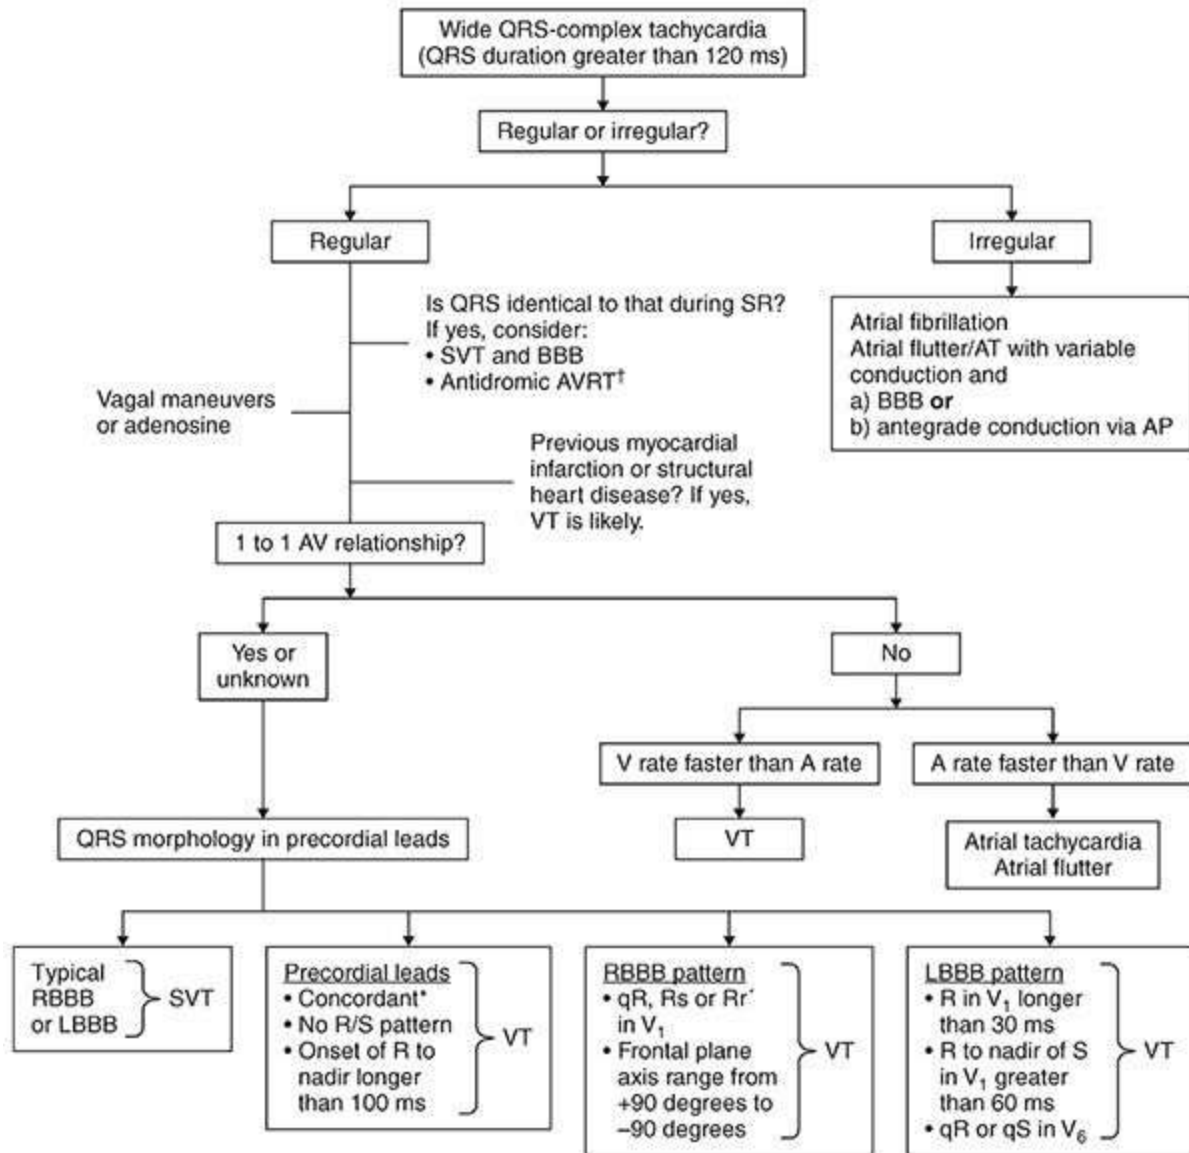 Wide QRS-complex tachycardia
(QRS duration greater than 120 ms)
Regular or irregular?
Regular
Irregular
Is QRS identical to that during SR?
If yes, consider:
• SVT and BBB
• Antidromic AVRT†
Vagal maneuvers
or adenosine
Previous myocardial
infarction or structural
heart disease? If yes,
VT is likely.
Atrial fibrillation
Atrial flutter/AT with variable
conduction and
a) BBB or
b) antegrade conduction via AP
1 to 1 AV relationship?
Yes or
unknown
No
V rate faster than A rate
A rate faster than V rate
VT
Atrial tachycardia
Atrial flutter
QRS morphology in precordial leads
Typical
RBBB
or LBBB
SVT
Precordial leads
• Concordant*
• No R/S pattern
• Onset of R to
nadir longer
than 100 ms
VT
RBBB pattern
• qR, Rs or Rr´
in V₁
• Frontal plane
axis range from
+90 degrees to
–90 degrees
VT
LBBB pattern
• R in V₁ longer
than 30 ms
• R to nadir of S
in V₁ greater
than 60 ms
• qR or qS in V₆
VT